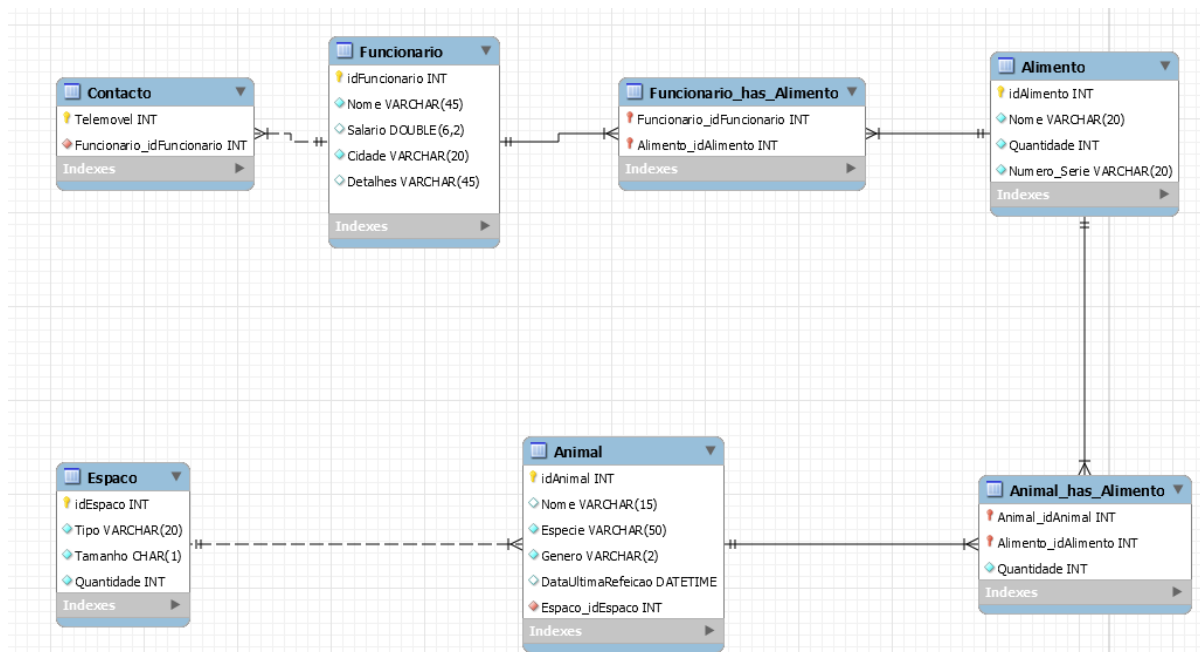 Contacto
Telemovel INT
Funcionario_idFuncionario INT
Indexes
Funcionario
idFuncionario INT
Nome VARCHAR(45)
Salario DOUBLE(6,2)
Cidade VARCHAR(20)
Detalhes VARCHAR(45)
Indexes
Funcionario_has_Alimento
Funcionario_idFuncionario INT
Alimento_idAlimento INT
Indexes
Alimento
idAlimento INT
Nome VARCHAR(20)
Quantidade INT
Numero_Serie VARCHAR(20)
Indexes
Espaco
idEspaco INT
Tipo VARCHAR(20)
Tamanho CHAR(1)
Quantidade INT
Indexes
Animal
idAnimal INT
Nome VARCHAR(15)
Especie VARCHAR(50)
Genero VARCHAR(2)
DataUltimaRefeicao DATETIME
Espaco_idEspaco INT
Indexes
Animal_has_Alimento
Animal_idAnimal INT
Alimento_idAlimento INT
Quantidade INT
Indexes